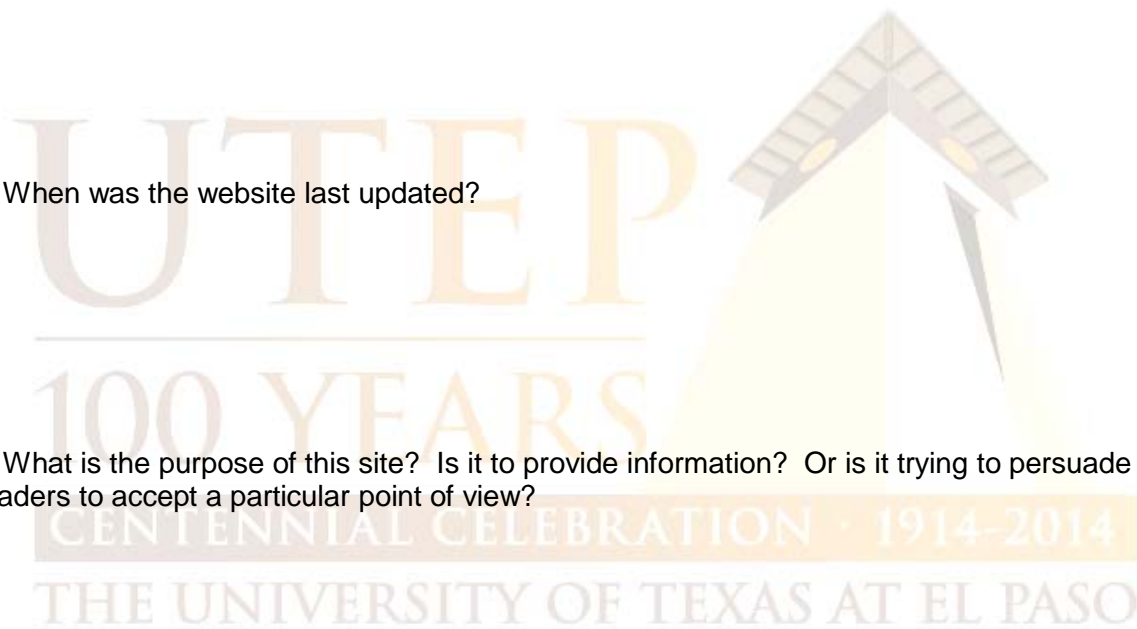 UTEP
When was the website last updated?
100 YEARS
What is the purpose of this site?  Is it to provide information?  Or is it trying to persuade
aders to accept a particular point of view?
CENTENNIAL CELEBRATION · 1914-2014
THE UNIVERSITY OF TEXAS AT EL PASO